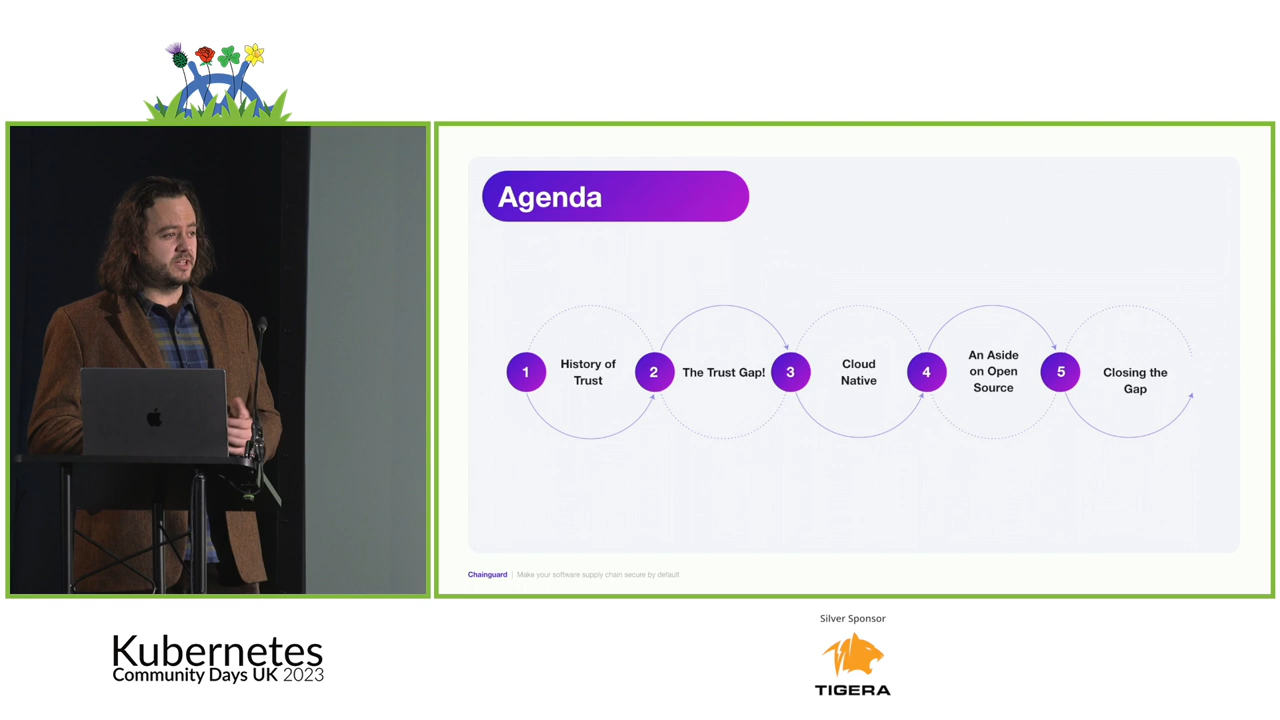 Agenda
1
History of
Trust
2
The Trust Gap!
3
Cloud
Native
4
An Aside
on Open
Source
5
Closing the
Gap
Chainguard | Make your software supply chain secure by default
Kubernetes
Community Days UK 2023
Silver Sponsor
TIGERA